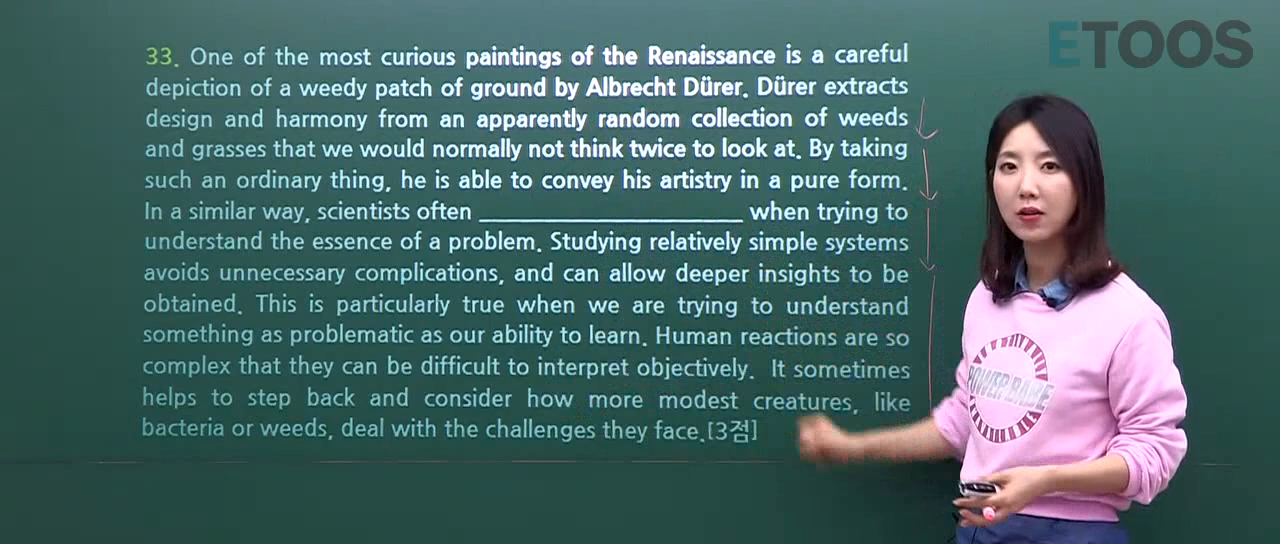 ETOOS
33. One of the most curious paintings of the Renaissance is a careful
depiction of a weedy patch of ground by Albrecht Dürer. Dürer extracts
design and harmony from an apparently random collection of weeds
and grasses that we would normally not think twice to look at. By taking
such an ordinary thing, he is able to convey his artistry in a pure form.
In a similar way, scientists often ______________________ when trying to
understand the essence of a problem. Studying relatively simple systems
avoids unnecessary complications, and can allow deeper insights to be
obtained. This is particularly true when we are trying to understand
something as problematic as our ability to learn. Human reactions are so
complex that they can be difficult to interpret objectively. It sometimes
helps to step back and consider how more modest creatures, like
bacteria or weeds, deal with the challenges they face.[3점]
POWER BABE